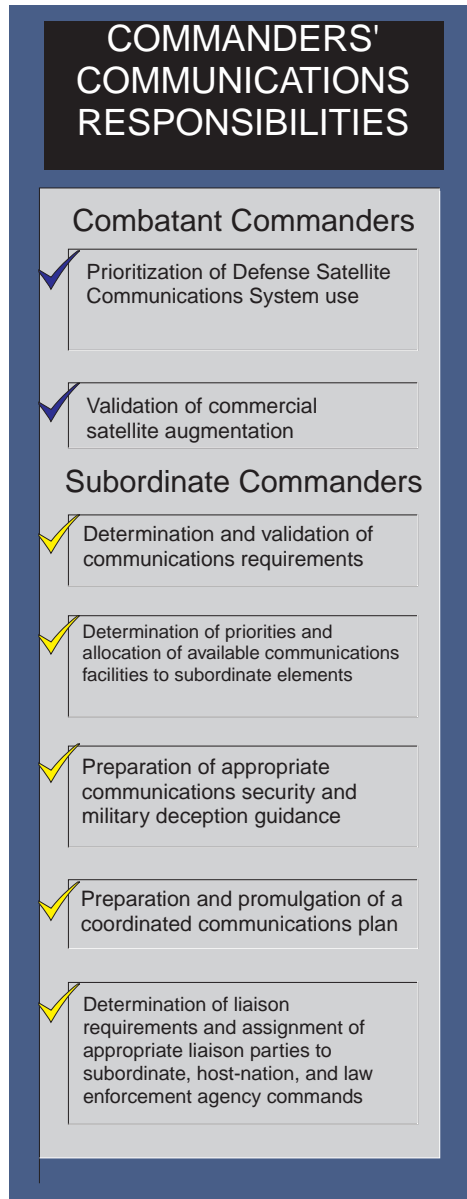 COMMANDERS'
COMMUNICATIONS
RESPONSIBILITIES
Combatant Commanders
Prioritization of Defense Satellite
Communications System use
Validation of commercial
satellite augmentation
Subordinate Commanders
Determination and validation of
communications requirements
Determination of priorities and
allocation of available communications
facilities to subordinate elements
Preparation of appropriate
communications security and
military deception guidance
Preparation and promulgation of a
coordinated communications plan
Determination of liaison
requirements and assignment of
appropriate liaison parties to
subordinate, host-nation, and law
enforcement agency commands